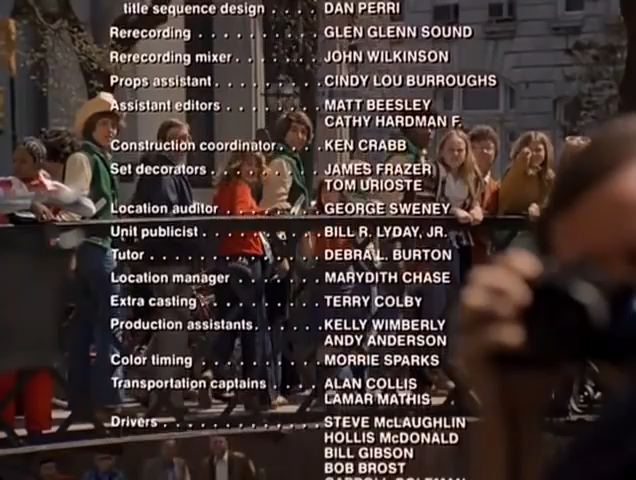 title sequence design . . DAN PERRI
Rerecording . . . . . . . . . . . GLEN GLENN SOUND
Rerecording mixer . . . . . . . JOHN WILKINSON
Props assistant . . . . . . . . . CINDY LOU BURROUGHS
Assistant editors . . . . . . . . MATT BEESLEY
CATHY HARDMAN F.
Construction coordinator . . KEN CRABB
Set decorators . . . . . . . . . JAMES FRAZER
TOM URIOSTE
Location auditor . . . . . . . . GEORGE SWENEY
Unit publicist . . . . . . . . . . BILL R. LYDAY, JR.
Tutor . . . . . . . . . . . . . . . DEBRA L. BURTON
Location manager . . . . . . . MARYDITH CHASE
Extra casting . . . . . . . . . . TERRY COLBY
Production assistants . . . . . KELLY WIMBERLY
ANDY ANDERSON
Color timing . . . . . . . . . . MORRIE SPARKS
Transportation captains . . . . ALAN COLLIS
LAMAR MATHIS
Drivers . . . . . . . . . . . . . . STEVE McLAUGHLIN
HOLLIS McDONALD
BILL GIBSON
BOB BROST